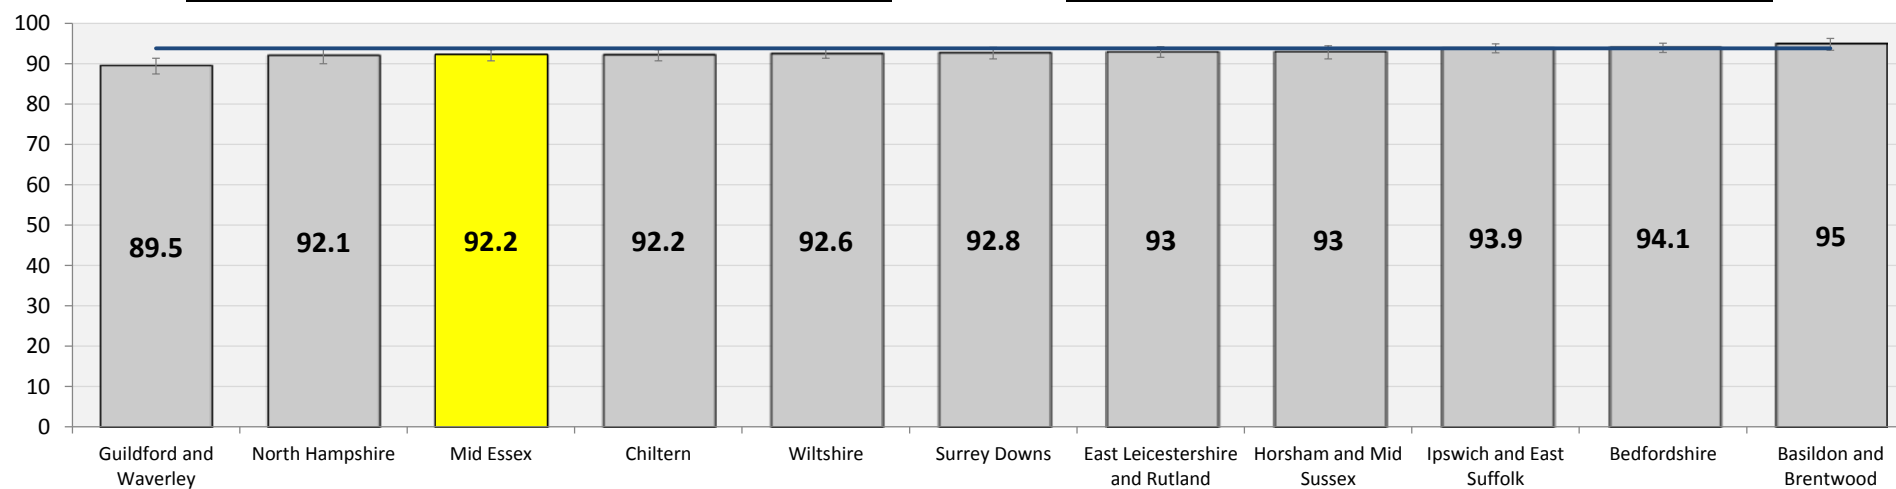 100
90
80
70
60
50
40
30
20
10
0
89.5
92.1
92.2
92.2
92.6
92.8
93
93
93.9
94.1
95
Guildford and
Waverley
North Hampshire
Mid Essex
Chiltern
Wiltshire
Surrey Downs
East Leicestershire
and Rutland
Horsham and Mid
Sussex
Ipswich and East
Suffolk
Bedfordshire
Basildon and
Brentwood